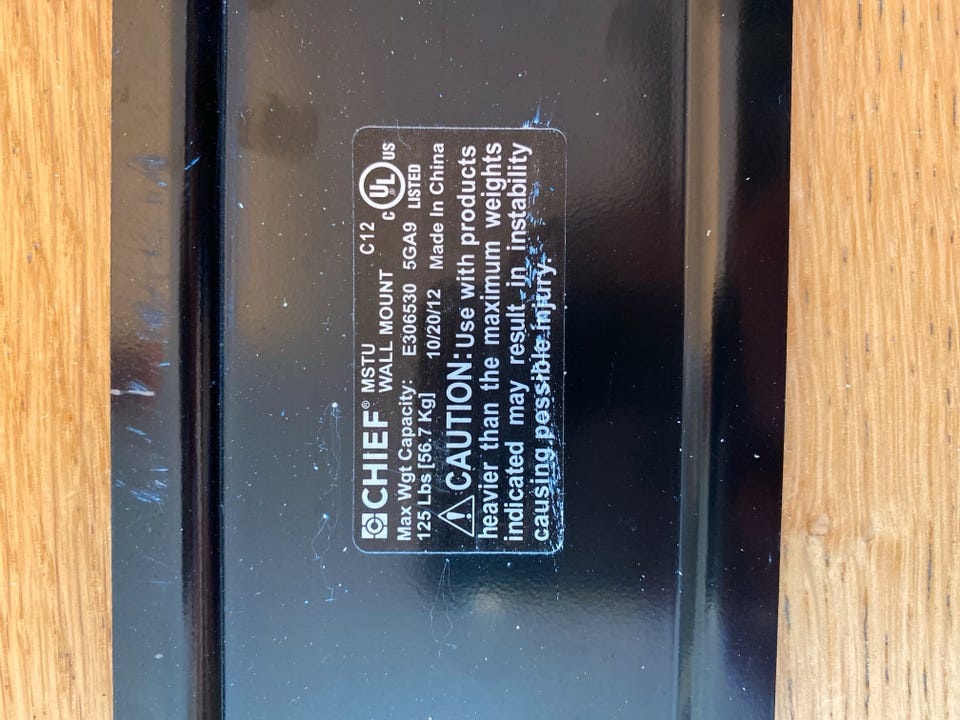 CHIEF® MSTU C12
WALL MOUNT C UL US
LISTED
Max Wgt Capacity: E306530 5GA9
125 Lbs [56.7 Kg] 10/20/12 Made In China
CAUTION: Use with products
heavier than the maximum weights
indicated may result in instability
causing possible injury.